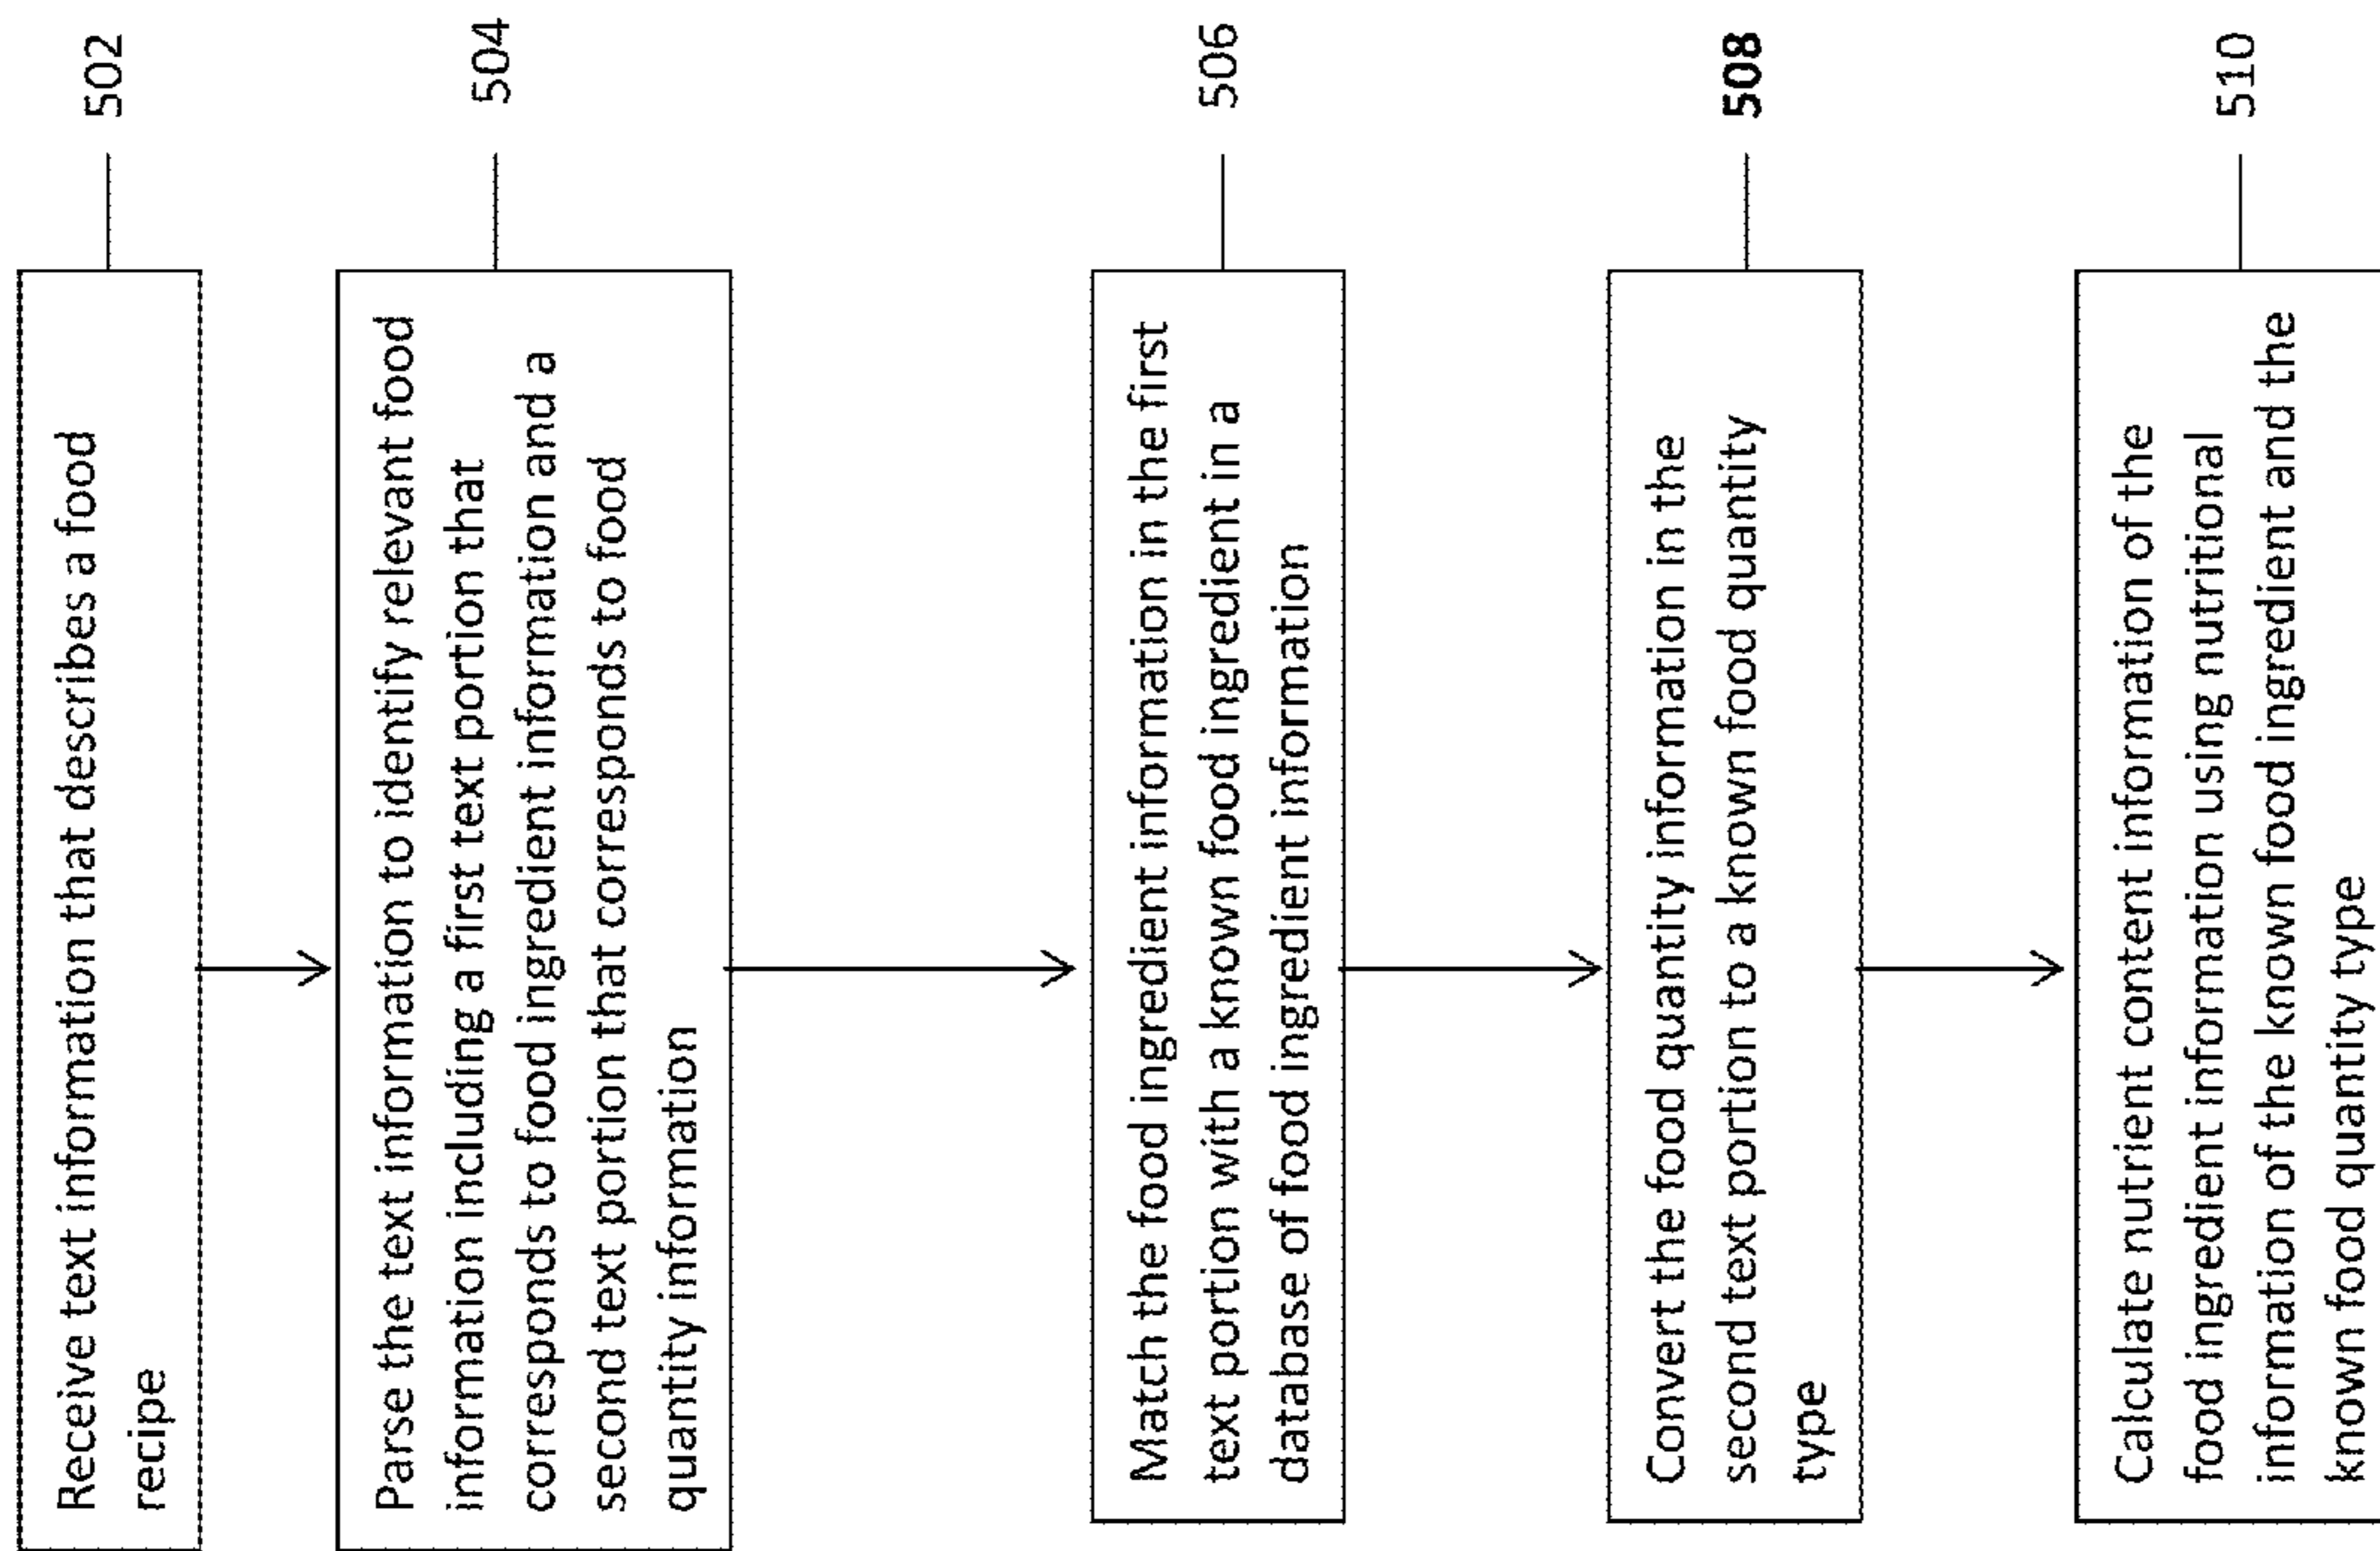 Receive text information that describes a food
recipe
502
Parse the text information to identify relevant food
information including a first text portion that
corresponds to food ingredient information and a
second text portion that corresponds to food
quantity information
504
Match the food ingredient information in the first
text portion with a known food ingredient in a
database of food ingredient information
506
Convert the food quantity information in the
second text portion to a known food quantity
type
508
Calculate nutrient content information of the
food ingredient information using nutritional
information of the known food ingredient and the
known food quantity type
510